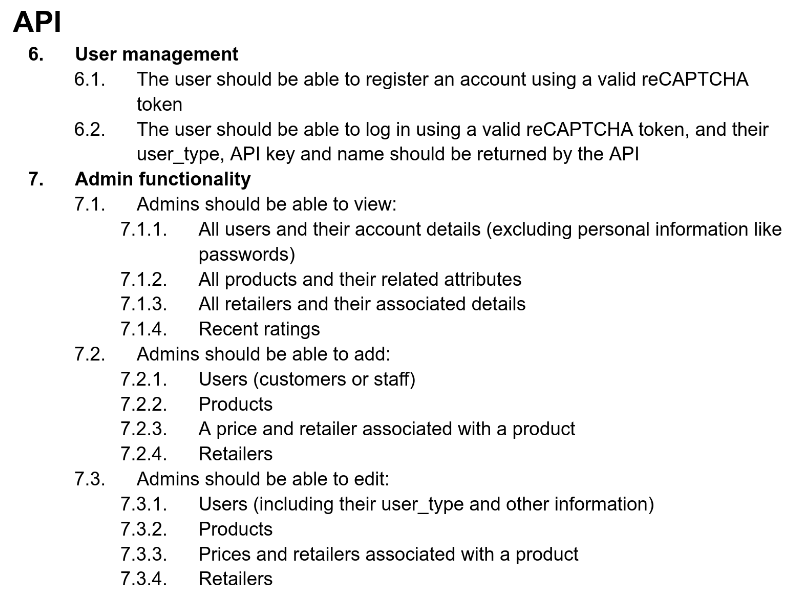 API
6. User management
6.1. The user should be able to register an account using a valid reCAPTCHA
token
6.2. The user should be able to log in using a valid reCAPTCHA token, and their
user_type, API key and name should be returned by the API
7. Admin functionality
7.1. Admins should be able to view:
7.1.1. All users and their account details (excluding personal information like
passwords)
7.1.2. All products and their related attributes
7.1.3. All retailers and their associated details
7.1.4. Recent ratings
7.2. Admins should be able to add:
7.2.1. Users (customers or staff)
7.2.2. Products
7.2.3. A price and retailer associated with a product
7.2.4. Retailers
7.3. Admins should be able to edit:
7.3.1. Users (including their user_type and other information)
7.3.2. Products
7.3.3. Prices and retailers associated with a product
7.3.4. Retailers